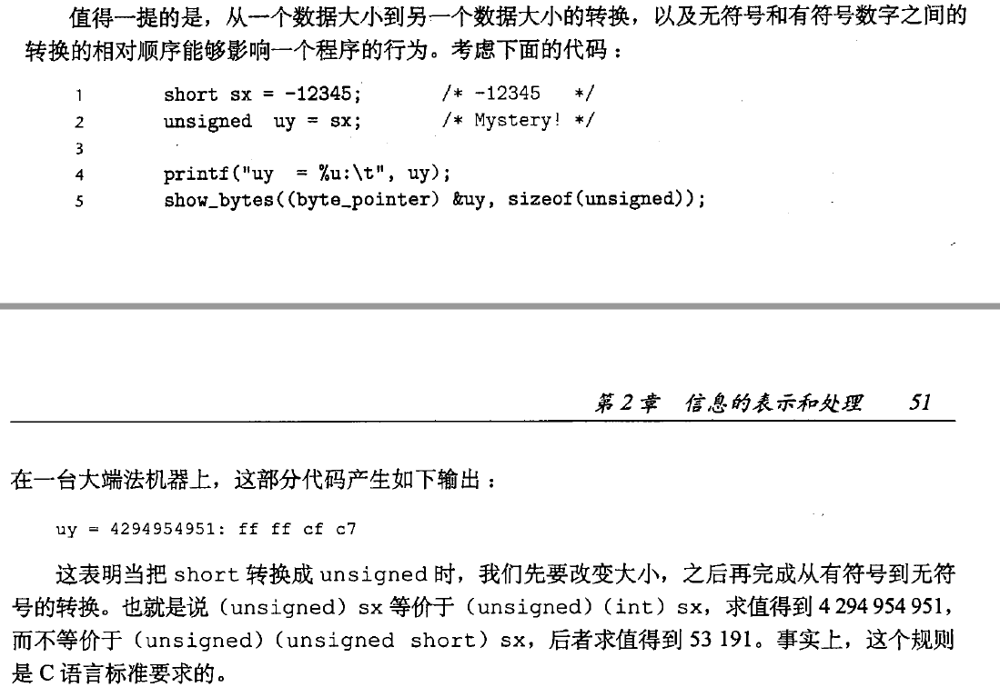 值得一提的是，从一个数据大小到另一个数据大小的转换，以及无符号和有符号数字之间的
转换的相对顺序能够影响一个程序的行为。考虑下面的代码：
1 short sx = -12345; /* -12345 */
2 unsigned uy = sx; /* Mystery! */
3
4 printf("uy = %u:\t", uy);
5 show_bytes((byte_pointer) &uy, sizeof(unsigned));
第 2 章 信息的表示和处理 51
在一台大端法机器上，这部分代码产生如下输出：
uy = 4294954951: ff ff cf c7
这表明当把 short 转换成 unsigned 时，我们先要改变大小，之后再完成从有符号到无符
号的转换。也就是说 (unsigned) sx 等价于 (unsigned) (int) sx，求值得到 4 294 954 951，
而不等价于 (unsigned) (unsigned short) sx，后者求值得到 53 191。事实上，这个规则
是 C 语言标准要求的。